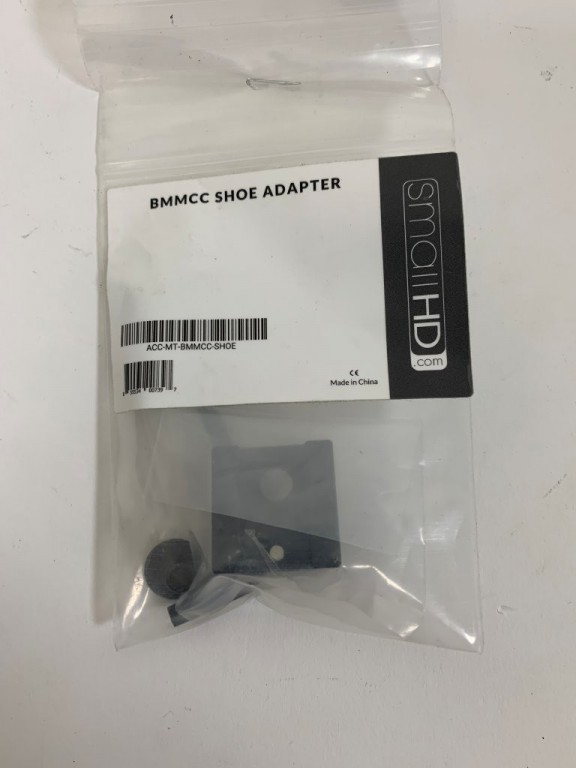 BMMCC SHOE ADAPTER
smallHD
.com
ACC-MT-BMMCC-SHOE
CE
Made in China